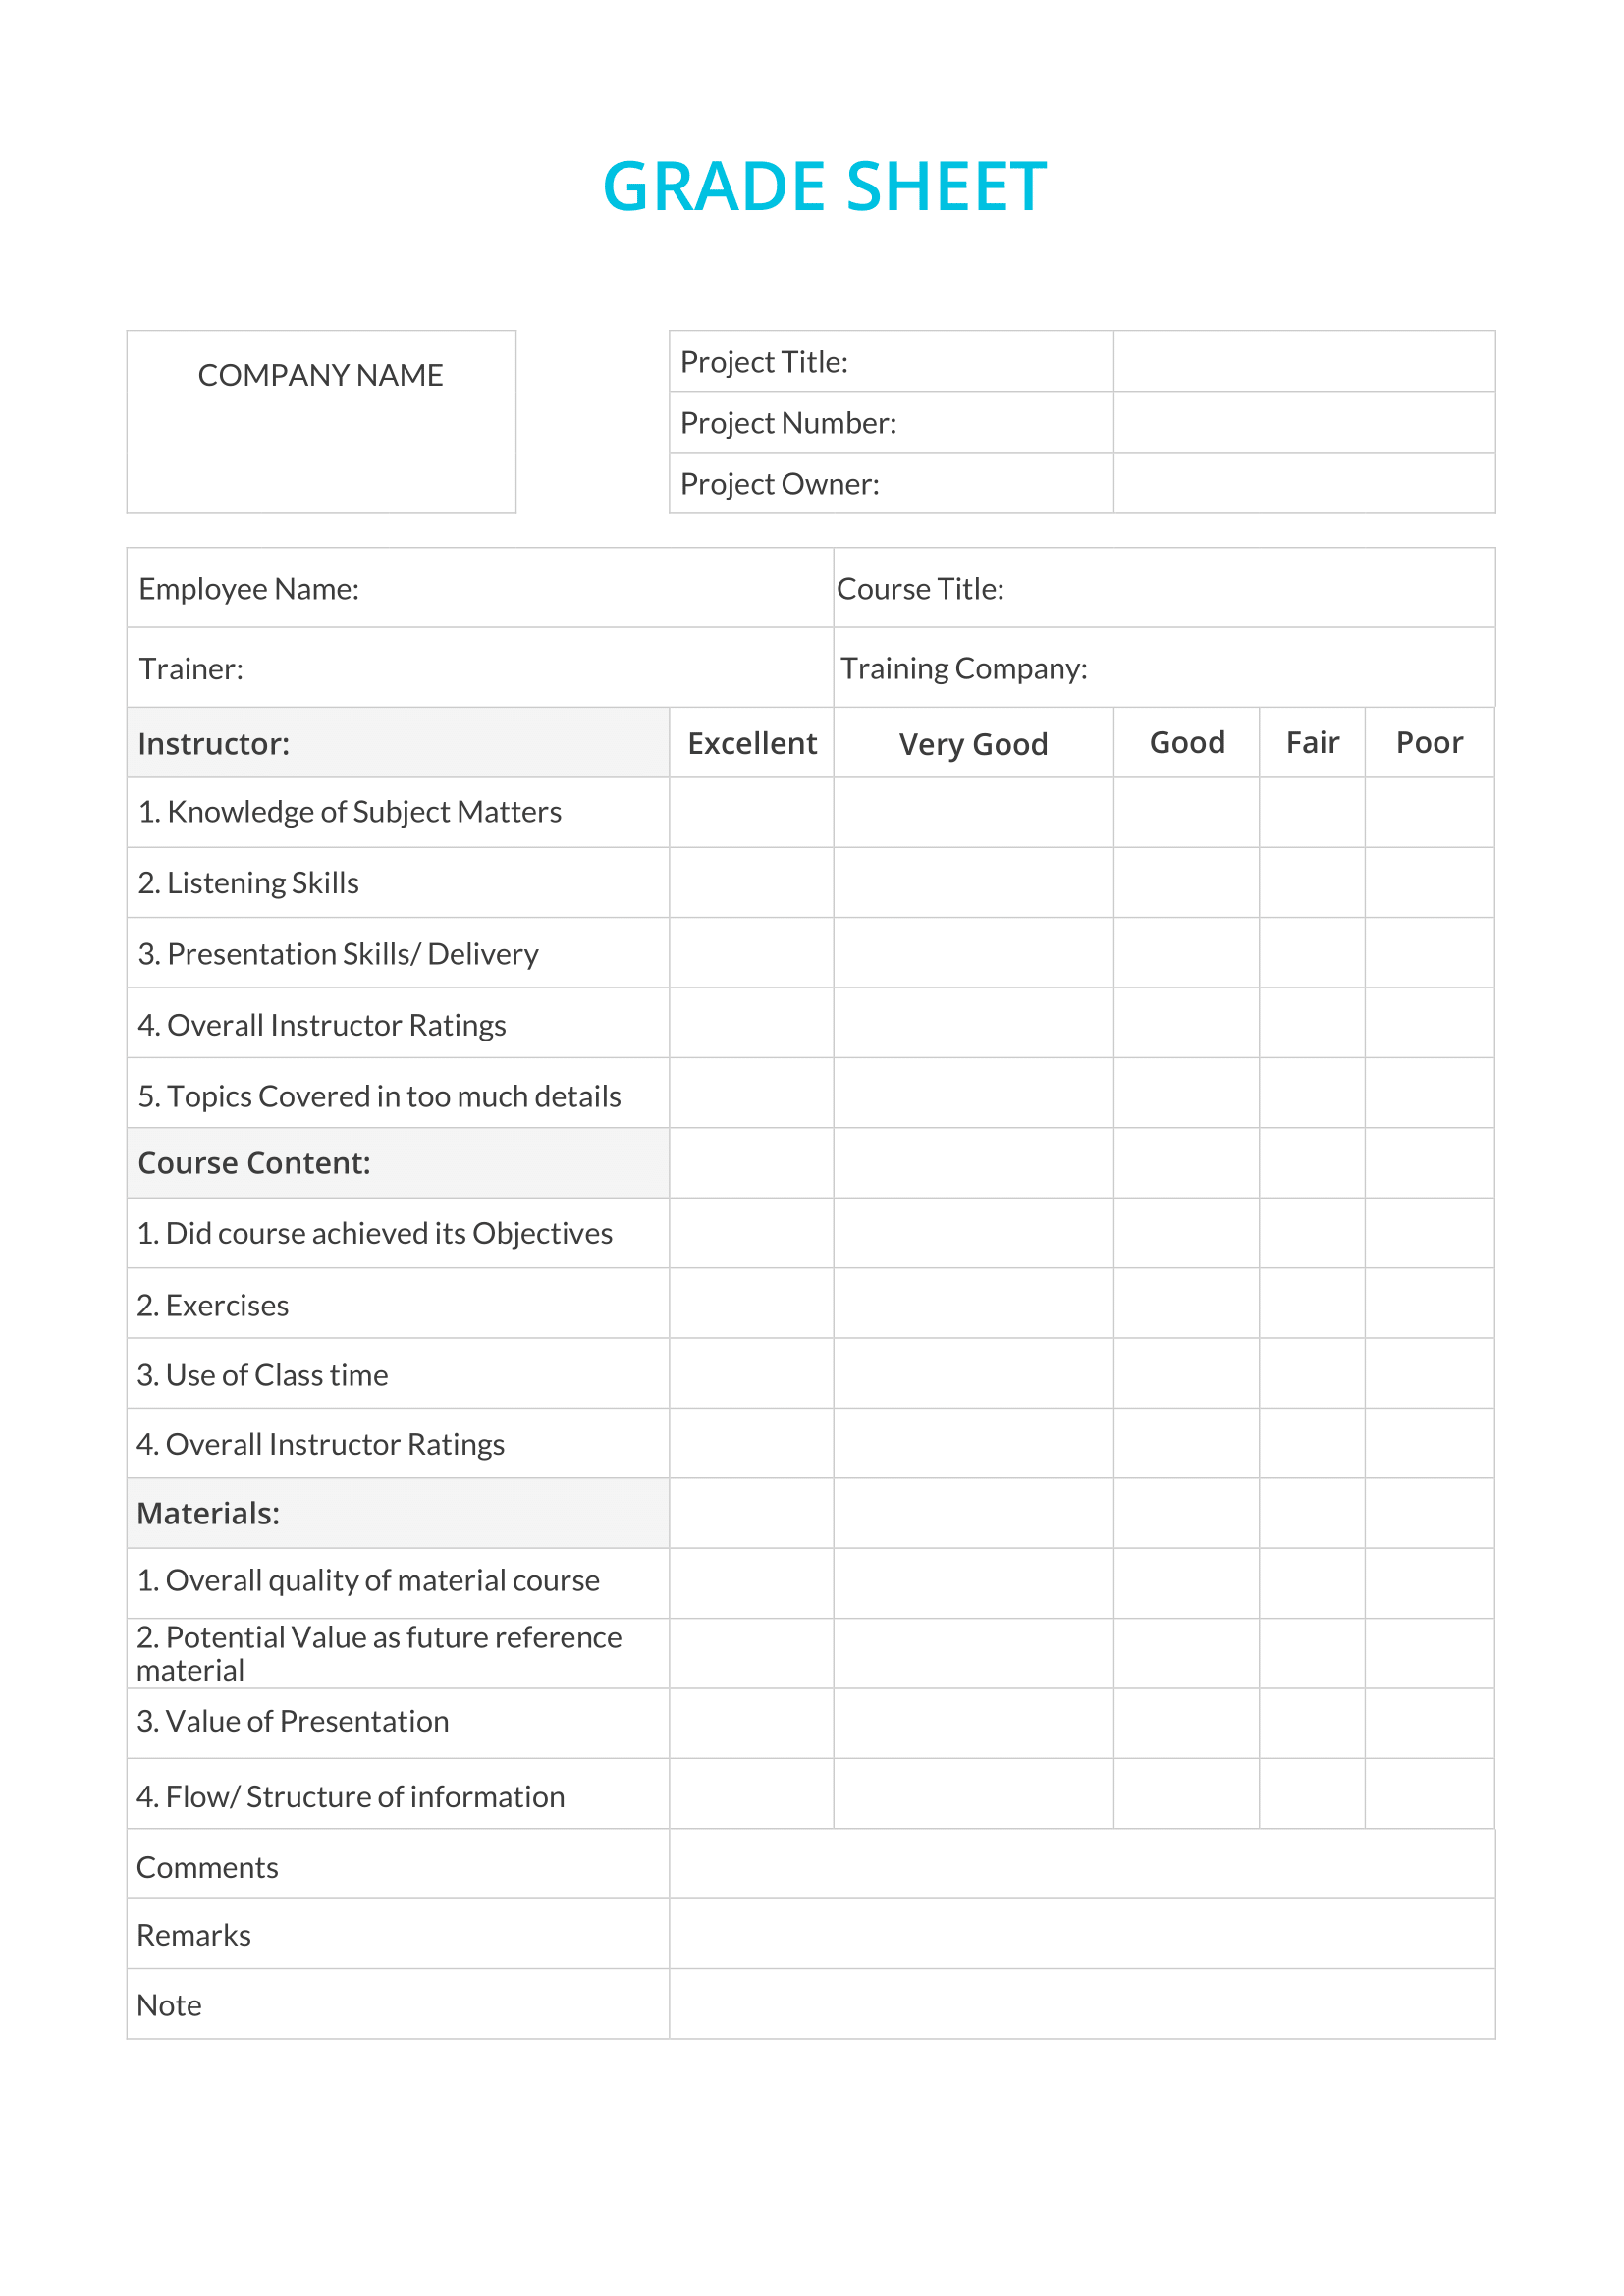 GRADE SHEET
COMPANY NAME
Project Title:
Project Number:
Project Owner:
Employee Name: Course Title:
Trainer: Training Company:
Instructor: Excellent Very Good Good Fair Poor
1. Knowledge of Subject Matters
2. Listening Skills
3. Presentation Skills/ Delivery
4. Overall Instructor Ratings
5. Topics Covered in too much details
Course Content:
1. Did course achieved its Objectives
2. Exercises
3. Use of Class time
4. Overall Instructor Ratings
Materials:
1. Overall quality of material course
2. Potential Value as future reference
material
3. Value of Presentation
4. Flow/ Structure of information
Comments
Remarks
Note